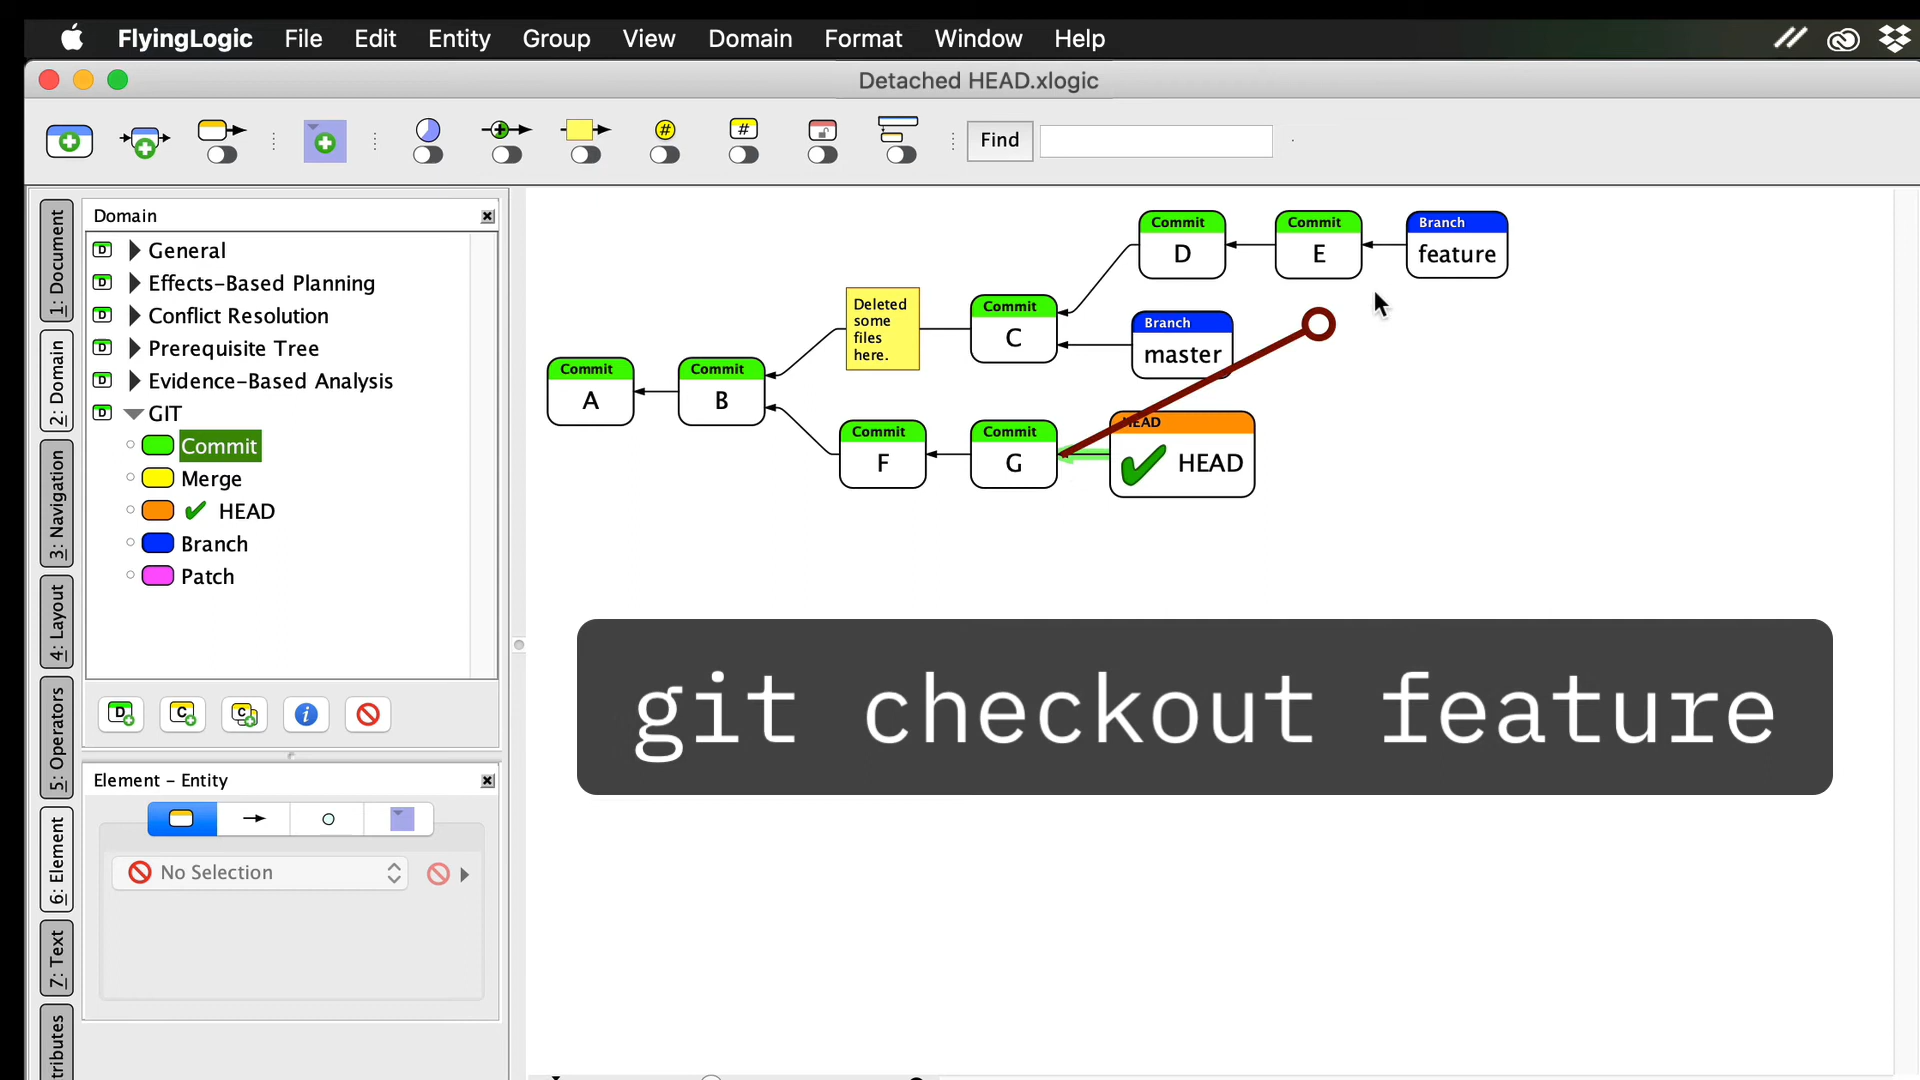 FlyingLogic File Edit Entity Group View Domain Format Window Help
Detached HEAD.xlogic
# #
Find
1: Document
2: Domain
3: Navigation
4: Layout
5: Operators
6: Element
7: Text
tributes
Domain
D General
D Effects-Based Planning
D Conflict Resolution
D Prerequisite Tree
D Evidence-Based Analysis
D GIT
Commit
Merge
HEAD
Branch
Patch
D C C i
Element - Entity
No Selection
Commit
A
Commit
B
Deleted
some
files
here.
Commit
C
Commit
D
Commit
E
Branch
feature
Branch
master
Commit
F
Commit
G
HEAD
HEAD
git checkout feature